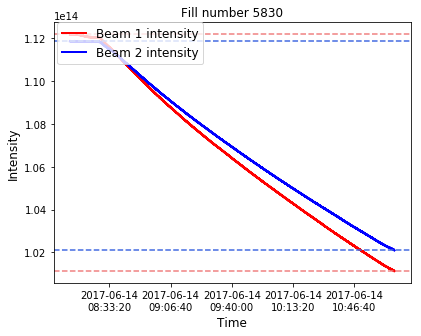 Fill number 5830
1e14
Beam 1 intensity
Beam 2 intensity
1.12
1.10
1.08
1.06
1.04
1.02
Intensity
2017-06-14
08:33:20
2017-06-14
09:06:40
2017-06-14
09:40:00
2017-06-14
10:13:20
2017-06-14
10:46:40
Time